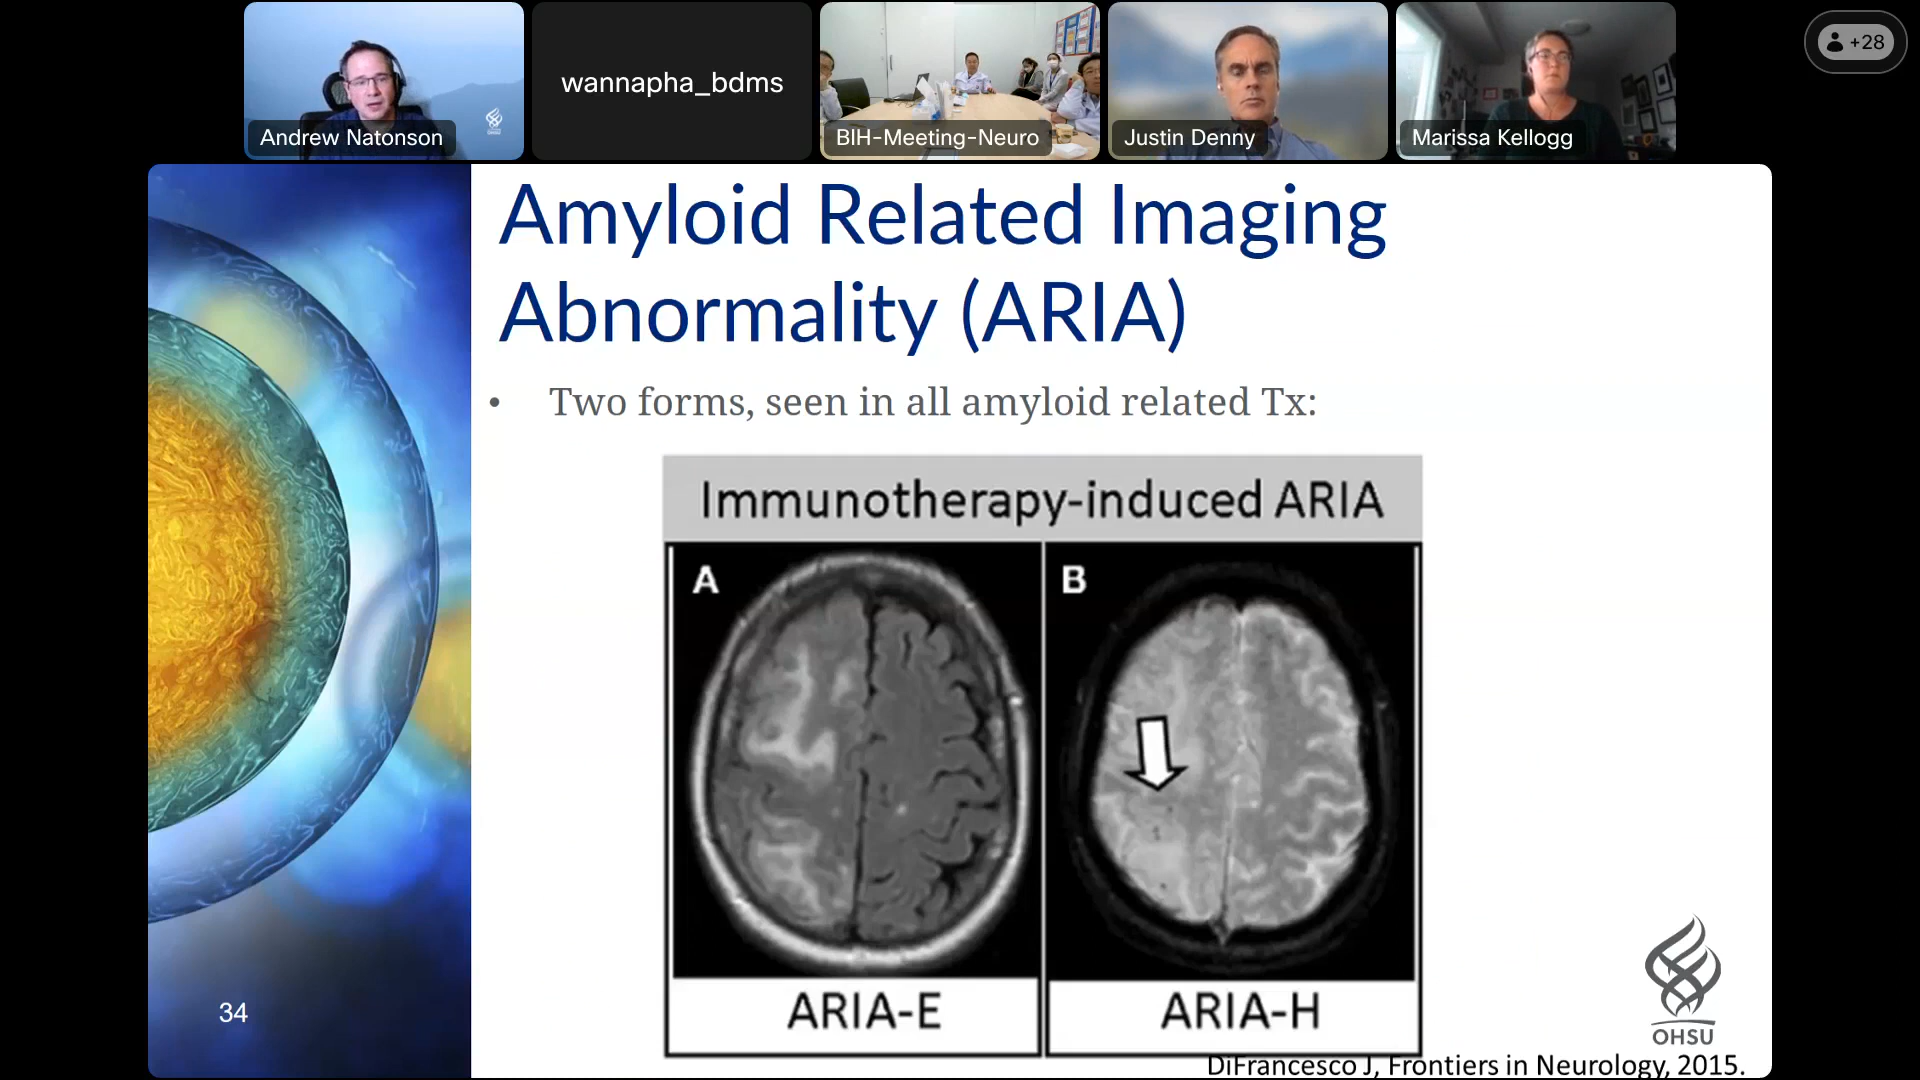 wannapha_bdms
+28
Andrew Natonson
BIH-Meeting-Neuro
Justin Denny
Marissa Kellogg
Amyloid Related Imaging
Abnormality (ARIA)
• Two forms, seen in all amyloid related Tx:
Immunotherapy-induced ARIA
A
B
ARIA-E
ARIA-H
34
OHSU
DiFrancesco J, Frontiers in Neurology, 2015.